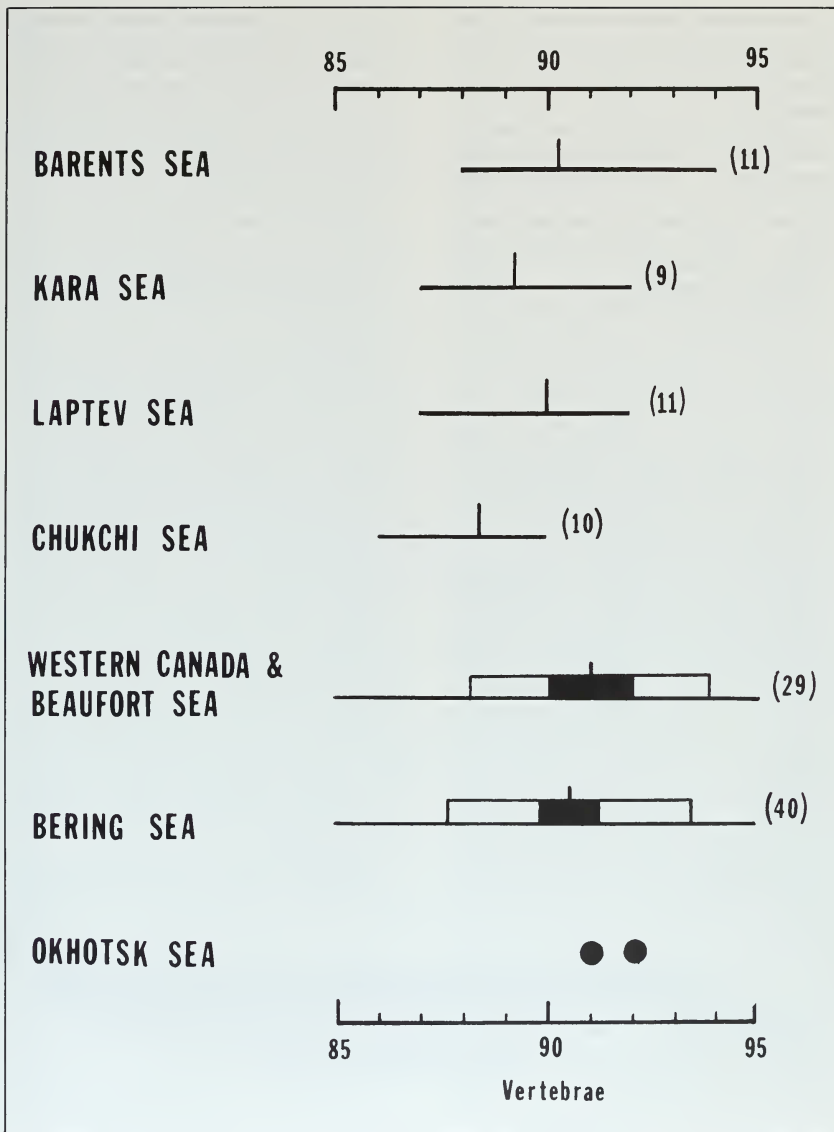 85 90 95
BARENTS SEA (11)
KARA SEA (9)
LAPTEV SEA (11)
CHUKCHI SEA (10)
WESTERN CANADA &
BEAUFORT SEA (29)
BERING SEA (40)
OKHOTSK SEA
85 90 95
Vertebrae